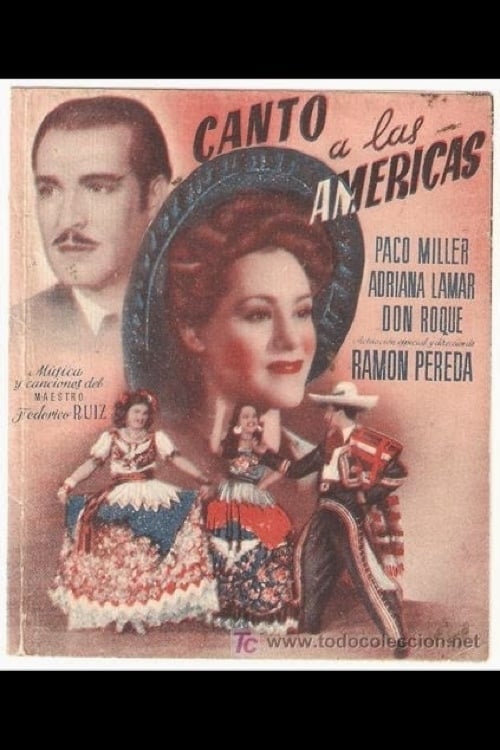 CANTO
a las
AMERICAS
PACO MILLER
ADRIANA LAMAR
DON ROQUE
Actuación especial y dirección de
RAMON PEREDA
Música
y canciones del
MAESTRO
Federico RUIZ
TC www.todocoleccion.net